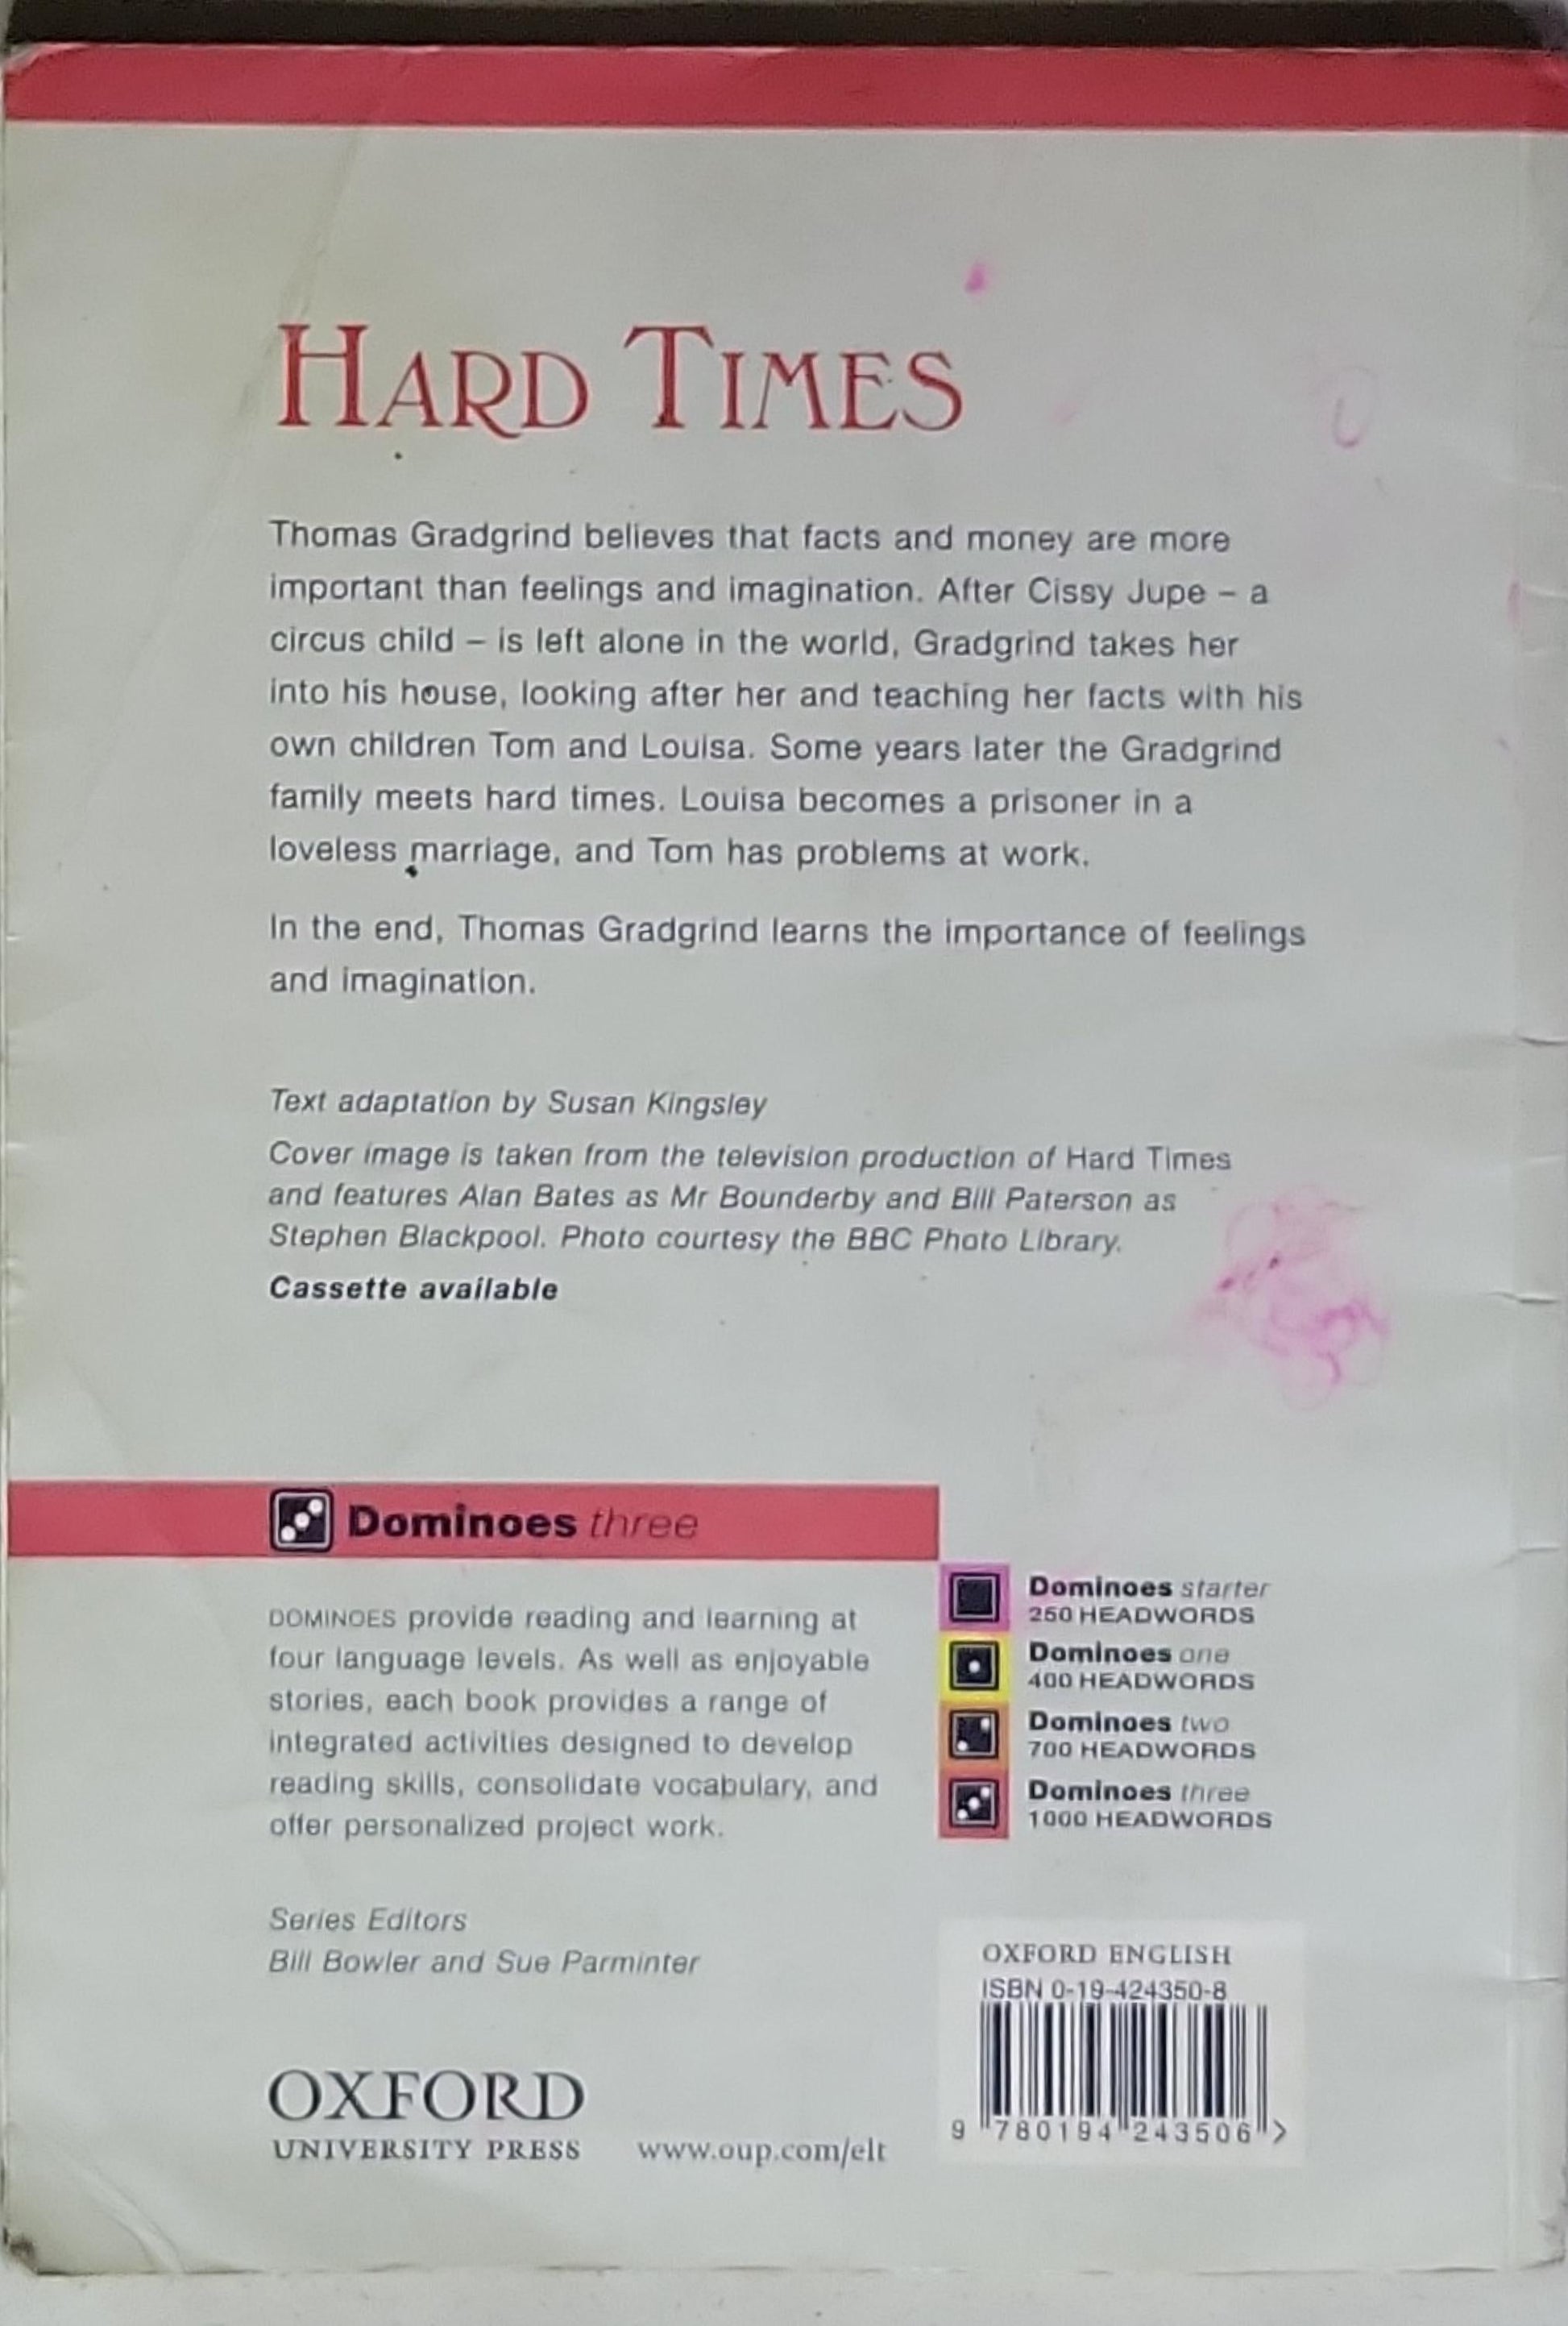 HARD TIMES
Thomas Gradgrind believes that facts and money are more
important than feelings and imagination. After Cissy Jupe – a
circus child – is left alone in the world, Gradgrind takes her
into his house, looking after her and teaching her facts with his
own children Tom and Louisa. Some years later the Gradgrind
family meets hard times. Louisa becomes a prisoner in a
loveless marriage, and Tom has problems at work.
In the end, Thomas Gradgrind learns the importance of feelings
and imagination.
Text adaptation by Susan Kingsley
Cover image is taken from the television production of Hard Times
and features Alan Bates as Mr Bounderby and Bill Paterson as
Stephen Blackpool. Photo courtesy the BBC Photo Library.
Cassette available
Dominoes three
DOMINOES provide reading and learning at
four language levels. As well as enjoyable
stories, each book provides a range of
integrated activities designed to develop
reading skills, consolidate vocabulary, and
offer personalized project work.
Dominoes starter
250 HEADWORDS
Dominoes one
400 HEADWORDS
Dominoes two
700 HEADWORDS
Dominoes three
1000 HEADWORDS
Series Editors
Bill Bowler and Sue Parminter
OXFORD
UNIVERSITY PRESS
www.oup.com/elt
OXFORD ENGLISH
ISBN 0-19-424350-8
9 780194 243506 >